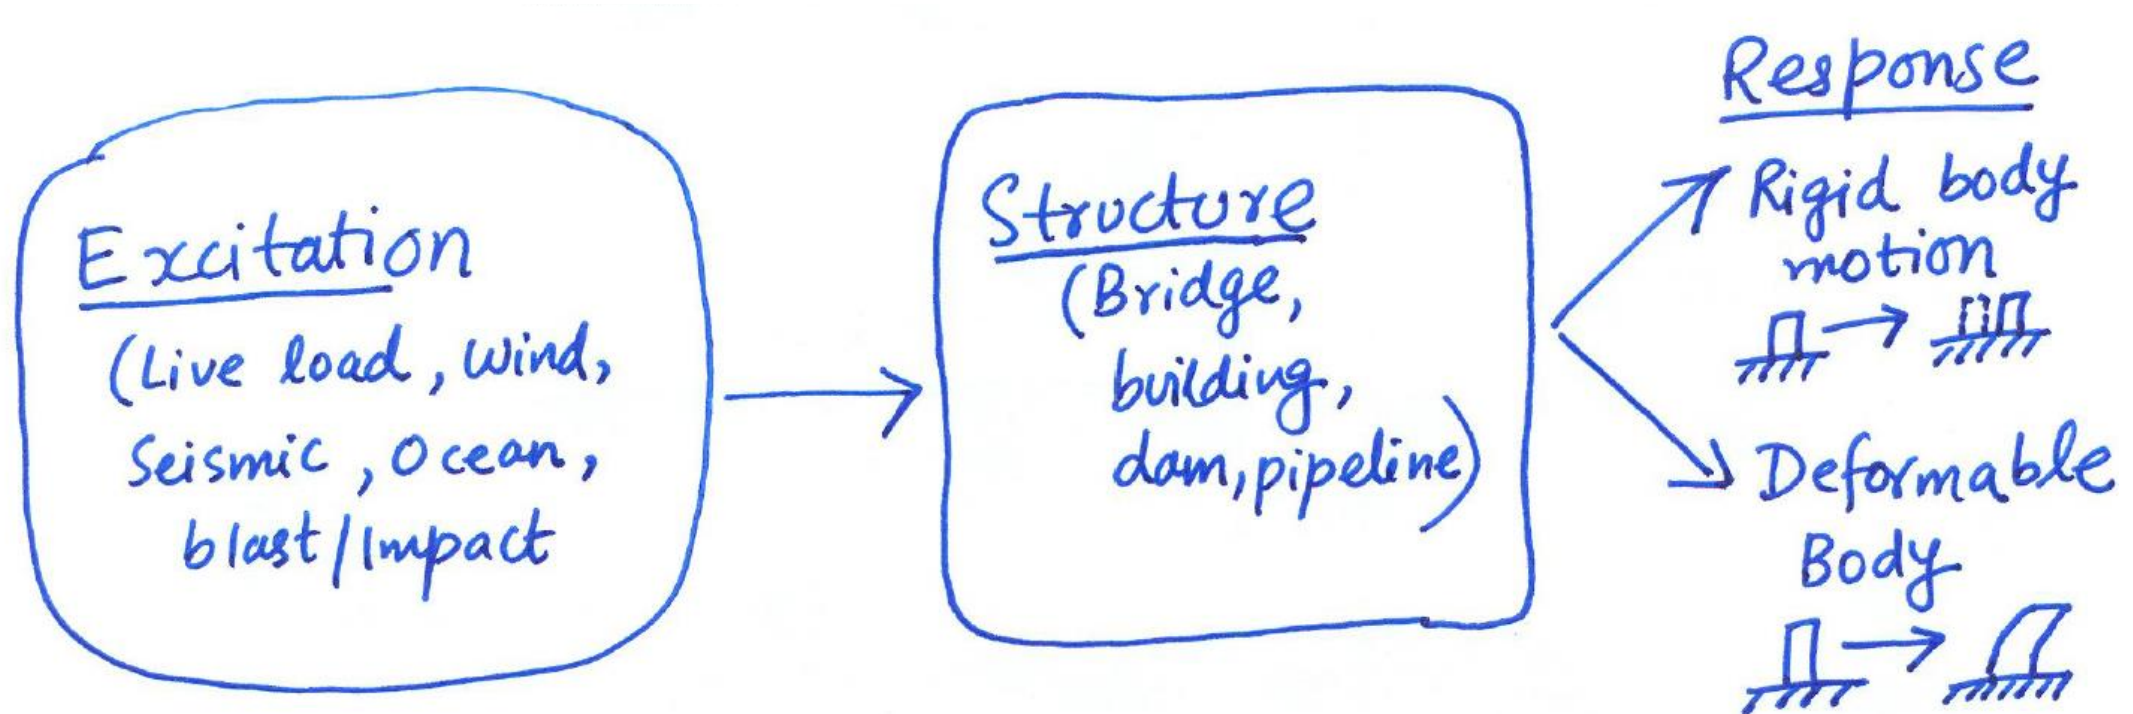 Excitation
(Live load, Wind,
Seismic, Ocean,
blast/Impact
Structure
(Bridge,
building,
dam, pipeline)
Response
Rigid body
motion
Deformable
Body